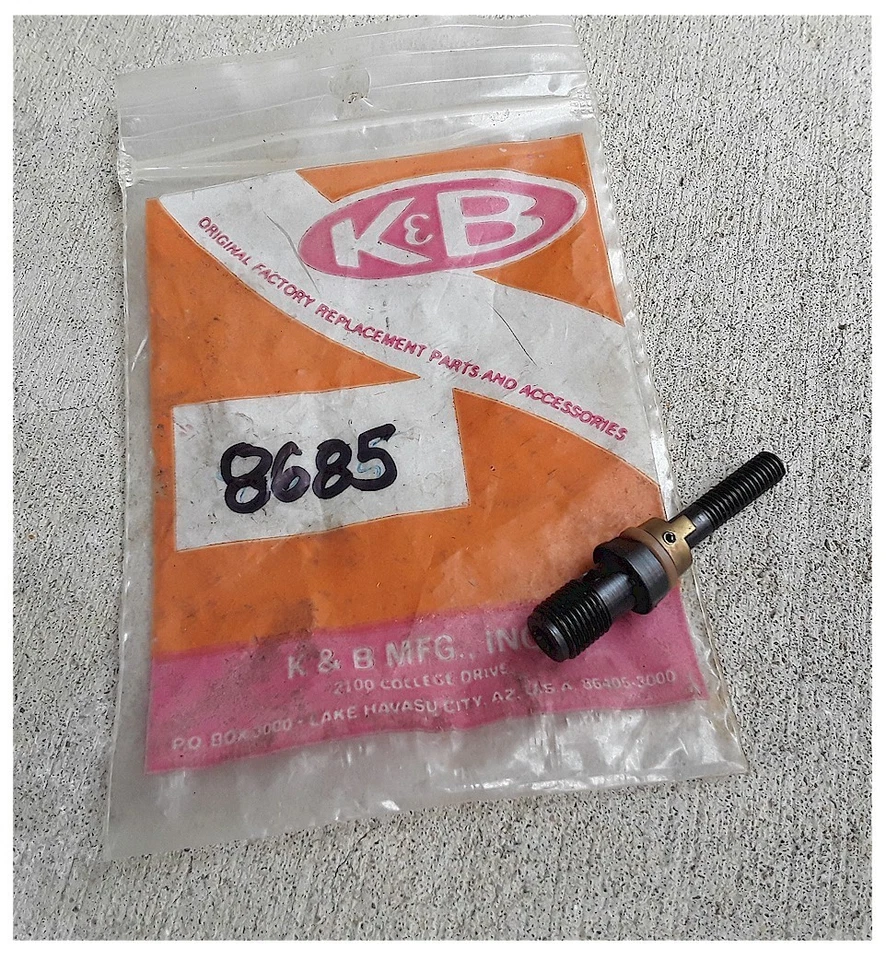 K&B
ORIGINAL FACTORY REPLACEMENT PARTS AND ACCESSORIES
8685
K & B MFG., INC
2100 COLLEGE DRIVE
P.O. BOX 3000 • LAKE HAVASU CITY, AZ. U.S.A. 86405-3000